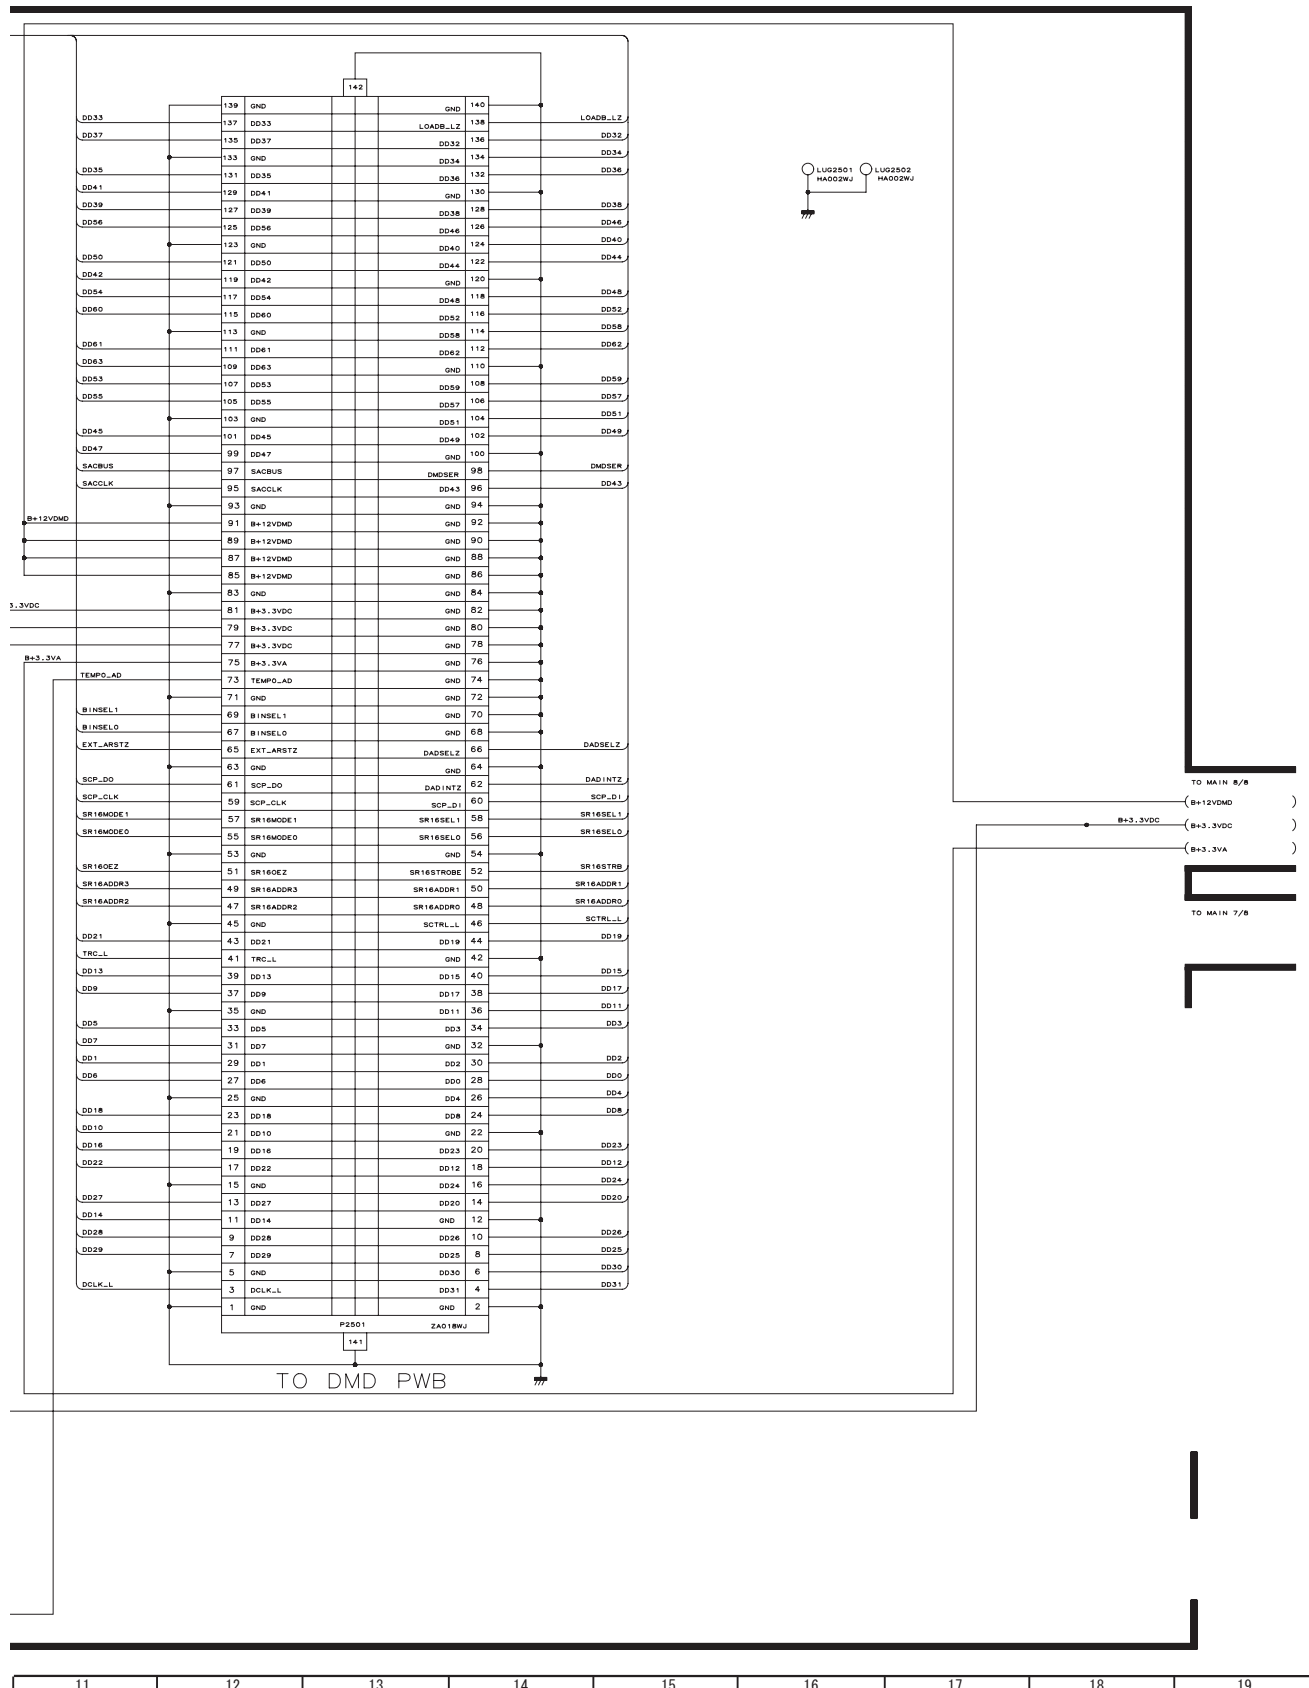 142
139 GND GND 140
DD33 137 DD33 LOADB_LZ 138 LOADB_LZ
DD37 135 DD37 DD32 136 DD32
133 GND DD34 134 DD34
DD35 131 DD35 DD36 132 DD36
DD41 129 DD41 GND 130
DD39 127 DD39 DD38 128 DD38
DD56 125 DD56 DD46 126 DD46
123 GND DD40 124 DD40
DD50 121 DD50 DD44 122 DD44
DD42 119 DD42 GND 120
DD54 117 DD54 DD48 118 DD48
DD60 115 DD60 DD52 116 DD52
113 GND DD58 114 DD58
DD61 111 DD61 DD62 112 DD62
DD63 109 DD63 GND 110
DD53 107 DD53 DD59 108 DD59
DD55 105 DD55 DD57 106 DD57
103 GND DD51 104 DD51
DD45 101 DD45 DD49 102 DD49
DD47 99 DD47 GND 100
SACBUS 97 SACBUS DMDSER 98 DMDSER
SACCLK 95 SACCLK DD43 96 DD43
93 GND GND 94
B+12VDMD 91 B+12VDMD GND 92
89 B+12VDMD GND 90
87 B+12VDMD GND 88
85 B+12VDMD GND 86
83 GND GND 84
3.3VDC 81 B+3.3VDC GND 82
79 B+3.3VDC GND 80
77 B+3.3VDC GND 78
B+3.3VA 75 B+3.3VA GND 76
TEMPO_AD 73 TEMPO_AD GND 74
71 GND GND 72
BINSEL1 69 BINSEL1 GND 70
BINSEL0 67 BINSEL0 GND 68
EXT_ARSTZ 65 EXT_ARSTZ DADSELZ 66 DADSELZ
63 GND GND 64
SCP_DO 61 SCP_DO DADINTZ 62 DADINTZ
SCP_CLK 59 SCP_CLK SCP_DI 60 SCP_DI
SR16MODE1 57 SR16MODE1 SR16SEL1 58 SR16SEL1
SR16MODE0 55 SR16MODE0 SR16SEL0 56 SR16SEL0
53 GND GND 54
SR16OEZ 51 SR16OEZ SR16STROBE 52 SR16STRB
SR16ADDR3 49 SR16ADDR3 SR16ADDR1 50 SR16ADDR1
SR16ADDR2 47 SR16ADDR2 SR16ADDR0 48 SR16ADDR0
45 GND SCTRL_L 46 SCTRL_L
DD21 43 DD21 DD19 44 DD19
TRC_L 41 TRC_L GND 42
DD13 39 DD13 DD15 40 DD15
DD9 37 DD9 DD17 38 DD17
35 GND DD11 36 DD11
DD5 33 DD5 DD3 34 DD3
DD7 31 DD7 GND 32
DD1 29 DD1 DD2 30 DD2
DD6 27 DD6 DD0 28 DD0
25 GND DD4 26 DD4
DD18 23 DD18 DD8 24 DD8
DD10 21 DD10 GND 22
DD16 19 DD16 DD23 20 DD23
DD22 17 DD22 DD12 18 DD12
15 GND DD24 16 DD24
DD27 13 DD27 DD20 14 DD20
DD14 11 DD14 GND 12
DD28 9 DD28 DD26 10 DD26
DD29 7 DD29 DD25 8 DD25
5 GND DD30 6 DD30
DCLK_L 3 DCLK_L DD31 4 DD31
1 GND GND 2
P2501 ZA018WJ
141
TO DMD PWB
LUG2501 LUG2502
HA002WJ HA002WJ
TO MAIN 8/8
(B+12VDMD )
B+3.3VDC (B+3.3VDC )
(B+3.3VA )
TO MAIN 7/8
11 12 13 14 15 16 17 18 19